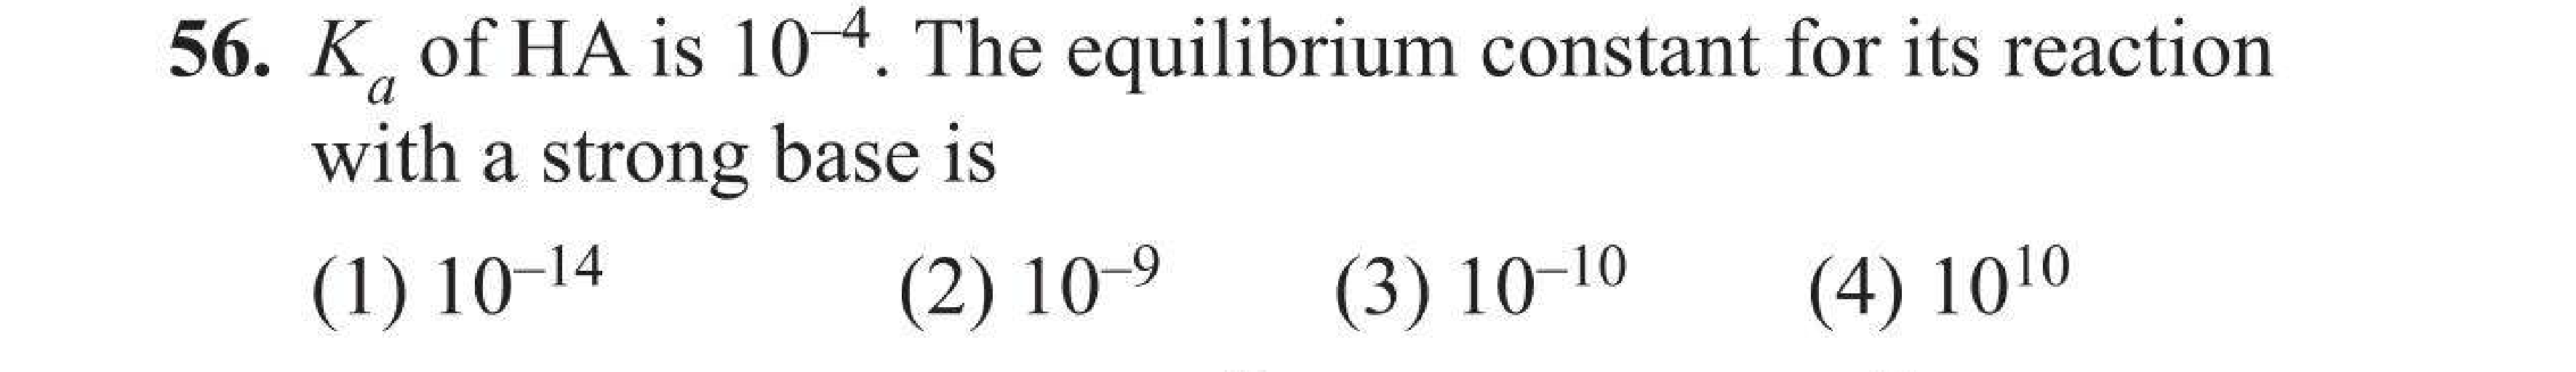 56. Kₐ of HA is 10⁻⁴. The equilibrium constant for its reaction
with a strong base is
(1) 10⁻¹⁴ (2) 10⁻⁹ (3) 10⁻¹⁰ (4) 10¹⁰